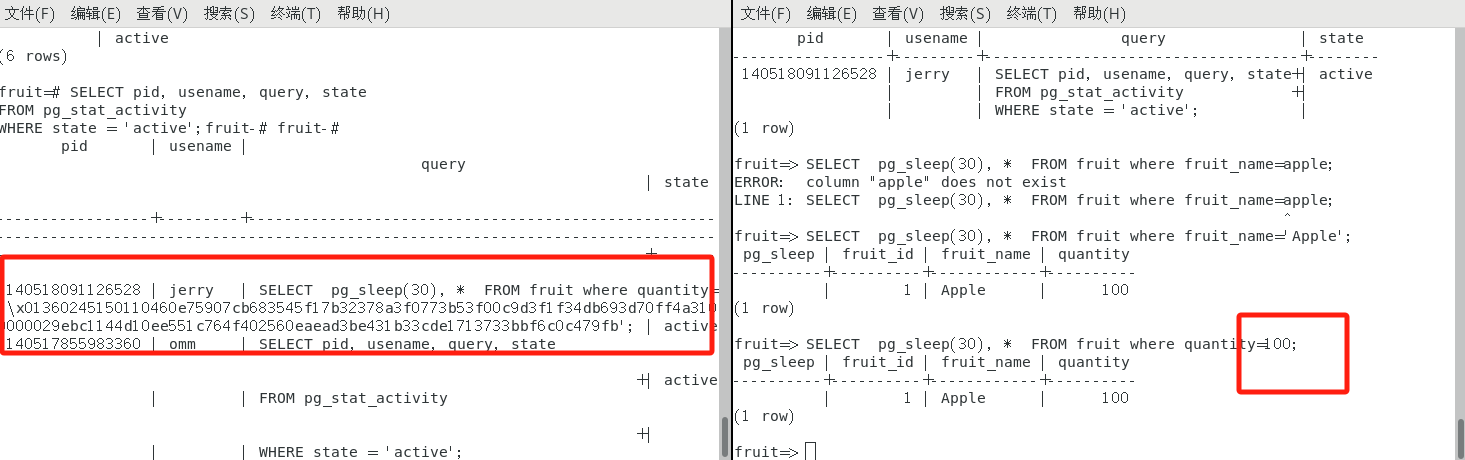 文件(F) 编辑(E) 查看(V) 搜索(S) 终端(T) 帮助(H)
| active
(6 rows)
fruit=# SELECT pid, usename, query, state
FROM pg_stat_activity
WHERE state = 'active';fruit-# fruit-#
pid | usename |
query
| state
-----------------+---------+----------------------------------------------------
--------------------------------------------------------------------------------
+
140518091126528 | jerry | SELECT pg_sleep(30), * FROM fruit where quantity=
\x01360245150110460e75907cb683545f17b32378a3f0773b53f00c9d3f1f34db693d70ff4a310
0000029ebc1144d10ee551c764f402560eaead3be431b33cde1713733bbf6c0c479fb'; | active
140517855983360 | omm | SELECT pid, usename, query, state
+| active
| | FROM pg_stat_activity
+|
| | WHERE state = 'active';
文件(F) 编辑(E) 查看(V) 搜索(S) 终端(T) 帮助(H)
pid | usename | query | state
-----------------+---------+-----------------------------------+--------
140518091126528 | jerry | SELECT pid, usename, query, state+| active
| | FROM pg_stat_activity +|
| | WHERE state = 'active'; |
(1 row)
fruit=> SELECT pg_sleep(30), * FROM fruit where fruit_name=apple;
ERROR: column "apple" does not exist
LINE 1: SELECT pg_sleep(30), * FROM fruit where fruit_name=apple;
^
fruit=> SELECT pg_sleep(30), * FROM fruit where fruit_name='Apple';
pg_sleep | fruit_id | fruit_name | quantity
----------+----------+------------+----------
| 1 | Apple | 100
(1 row)
fruit=> SELECT pg_sleep(30), * FROM fruit where quantity=100;
pg_sleep | fruit_id | fruit_name | quantity
----------+----------+------------+----------
| 1 | Apple | 100
(1 row)
fruit=>